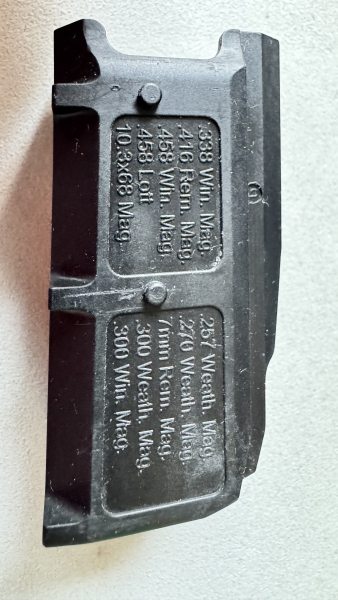 .338 Win. Mag.
.416 Rem. Mag.
.458 Win. Mag.
.458 Lott
10.3x68 Mag.
.257 Weath. Mag.
.270 Weath. Mag.
7mm Rem. Mag.
.300 Weath. Mag.
.300 Win. Mag.